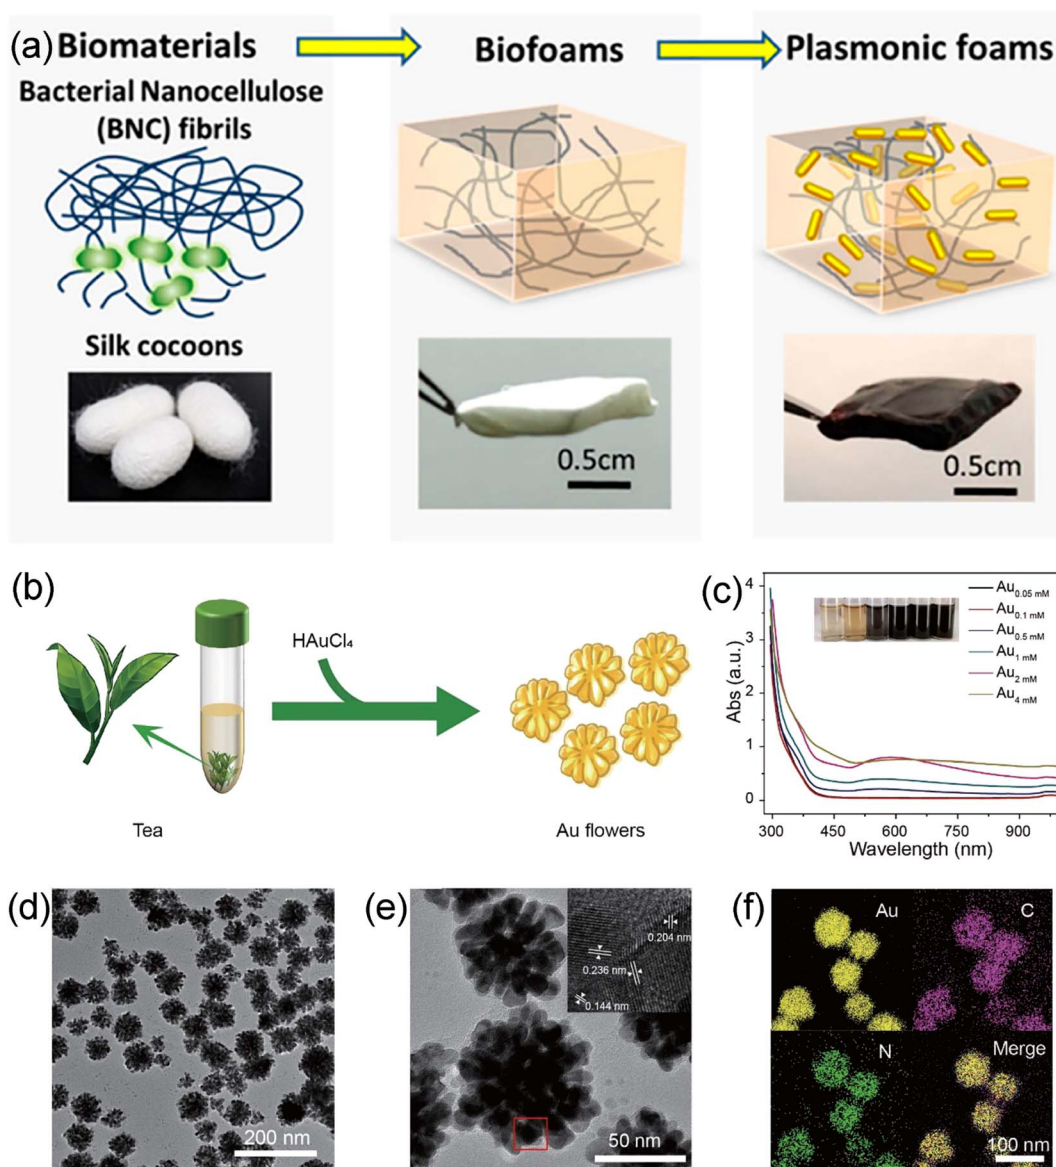 (a)
Biomaterials
Biofoams
Plasmonic foams
Bacterial Nanocellulose
(BNC) fibrils
Silk cocoons
0.5cm
0.5cm
(b)
HAuCl₄
Tea
Au flowers
(c)
Abs (a.u.)
4
3
2
1
0
300
450
600
750
900
Wavelength (nm)
Au0.05 mM
Au0.1 mM
Au0.5 mM
Au1 mM
Au2 mM
Au4 mM
(d)
200 nm
(e)
0.204 nm
0.236 nm
0.144 nm
50 nm
(f)
Au
C
N
Merge
100 nm